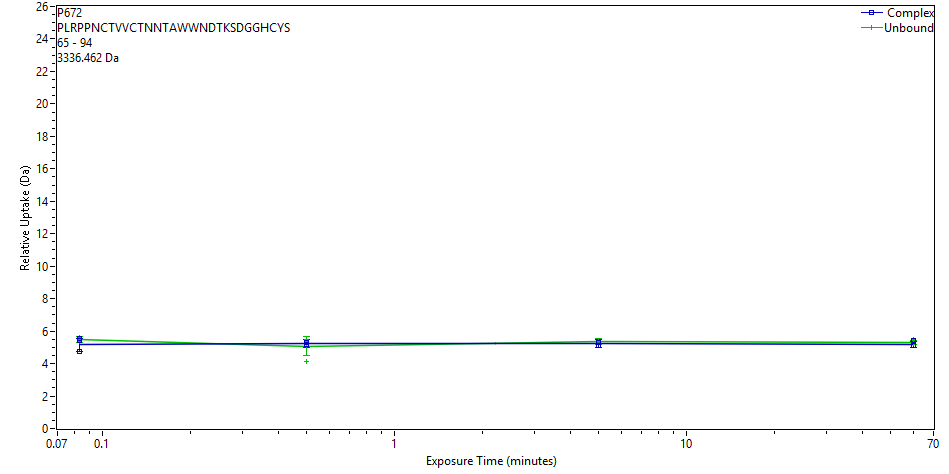 P672
PLRPPNCTVVCTNNTAWWNDTKSDGGHCYS
65 - 94
3336.462 Da
Complex
Unbound
Relative Uptake (Da)
26
24
22
20
18
16
14
12
10
8
6
4
2
0
0.07 0.1 1 10 70
Exposure Time (minutes)